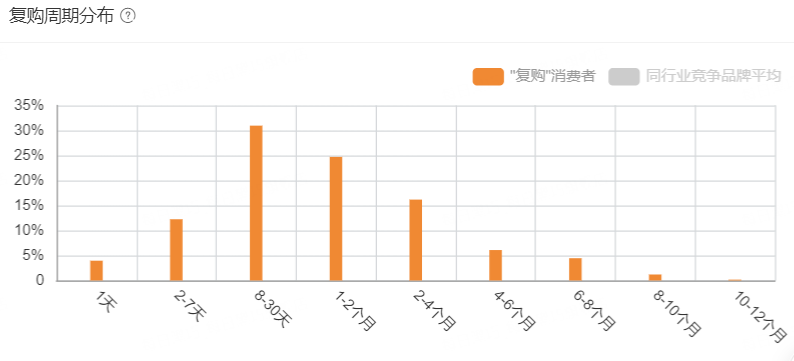 复购周期分布 ?
"复购"消费者 同行业竞争品牌平均
35%
30%
25%
20%
15%
10%
5%
0
1天 2-7天 8-30天 1-2个月 2-4个月 4-6个月 6-8个月 8-10个月 10-12个月